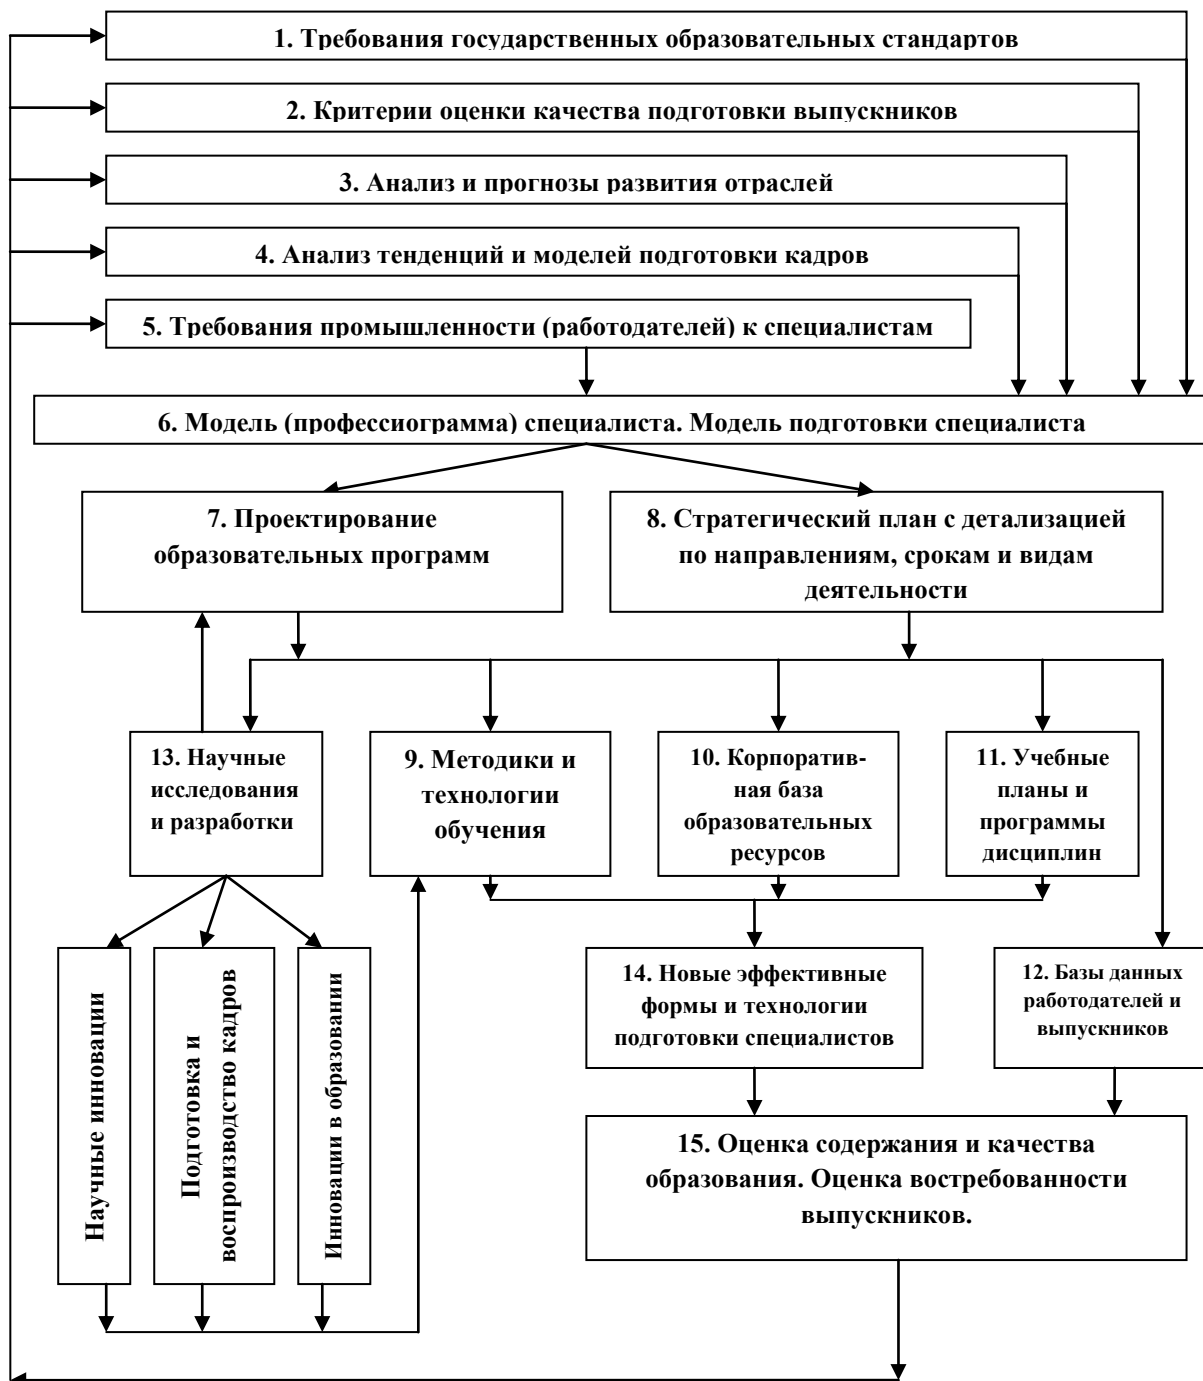 1. Требования государственных образовательных стандартов
2. Критерии оценки качества подготовки выпускников
3. Анализ и прогнозы развития отраслей
4. Анализ тенденций и моделей подготовки кадров
5. Требования промышленности (работодателей) к специалистам
6. Модель (профессиограмма) специалиста. Модель подготовки специалиста
7. Проектирование
образовательных программ
8. Стратегический план с детализацией
по направлениям, срокам и видам
деятельности
13. Научные
исследования
и разработки
9. Методики и
технологии
обучения
10. Корпоратив-
ная база
образовательных
ресурсов
11. Учебные
планы и
программы
дисциплин
Научные инновации
Подготовка и
воспроизводство кадров
Инновации в образовании
14. Новые эффективные
формы и технологии
подготовки специалистов
12. Базы данных
работодателей и
выпускников
15. Оценка содержания и качества
образования. Оценка востребованности
выпускников.